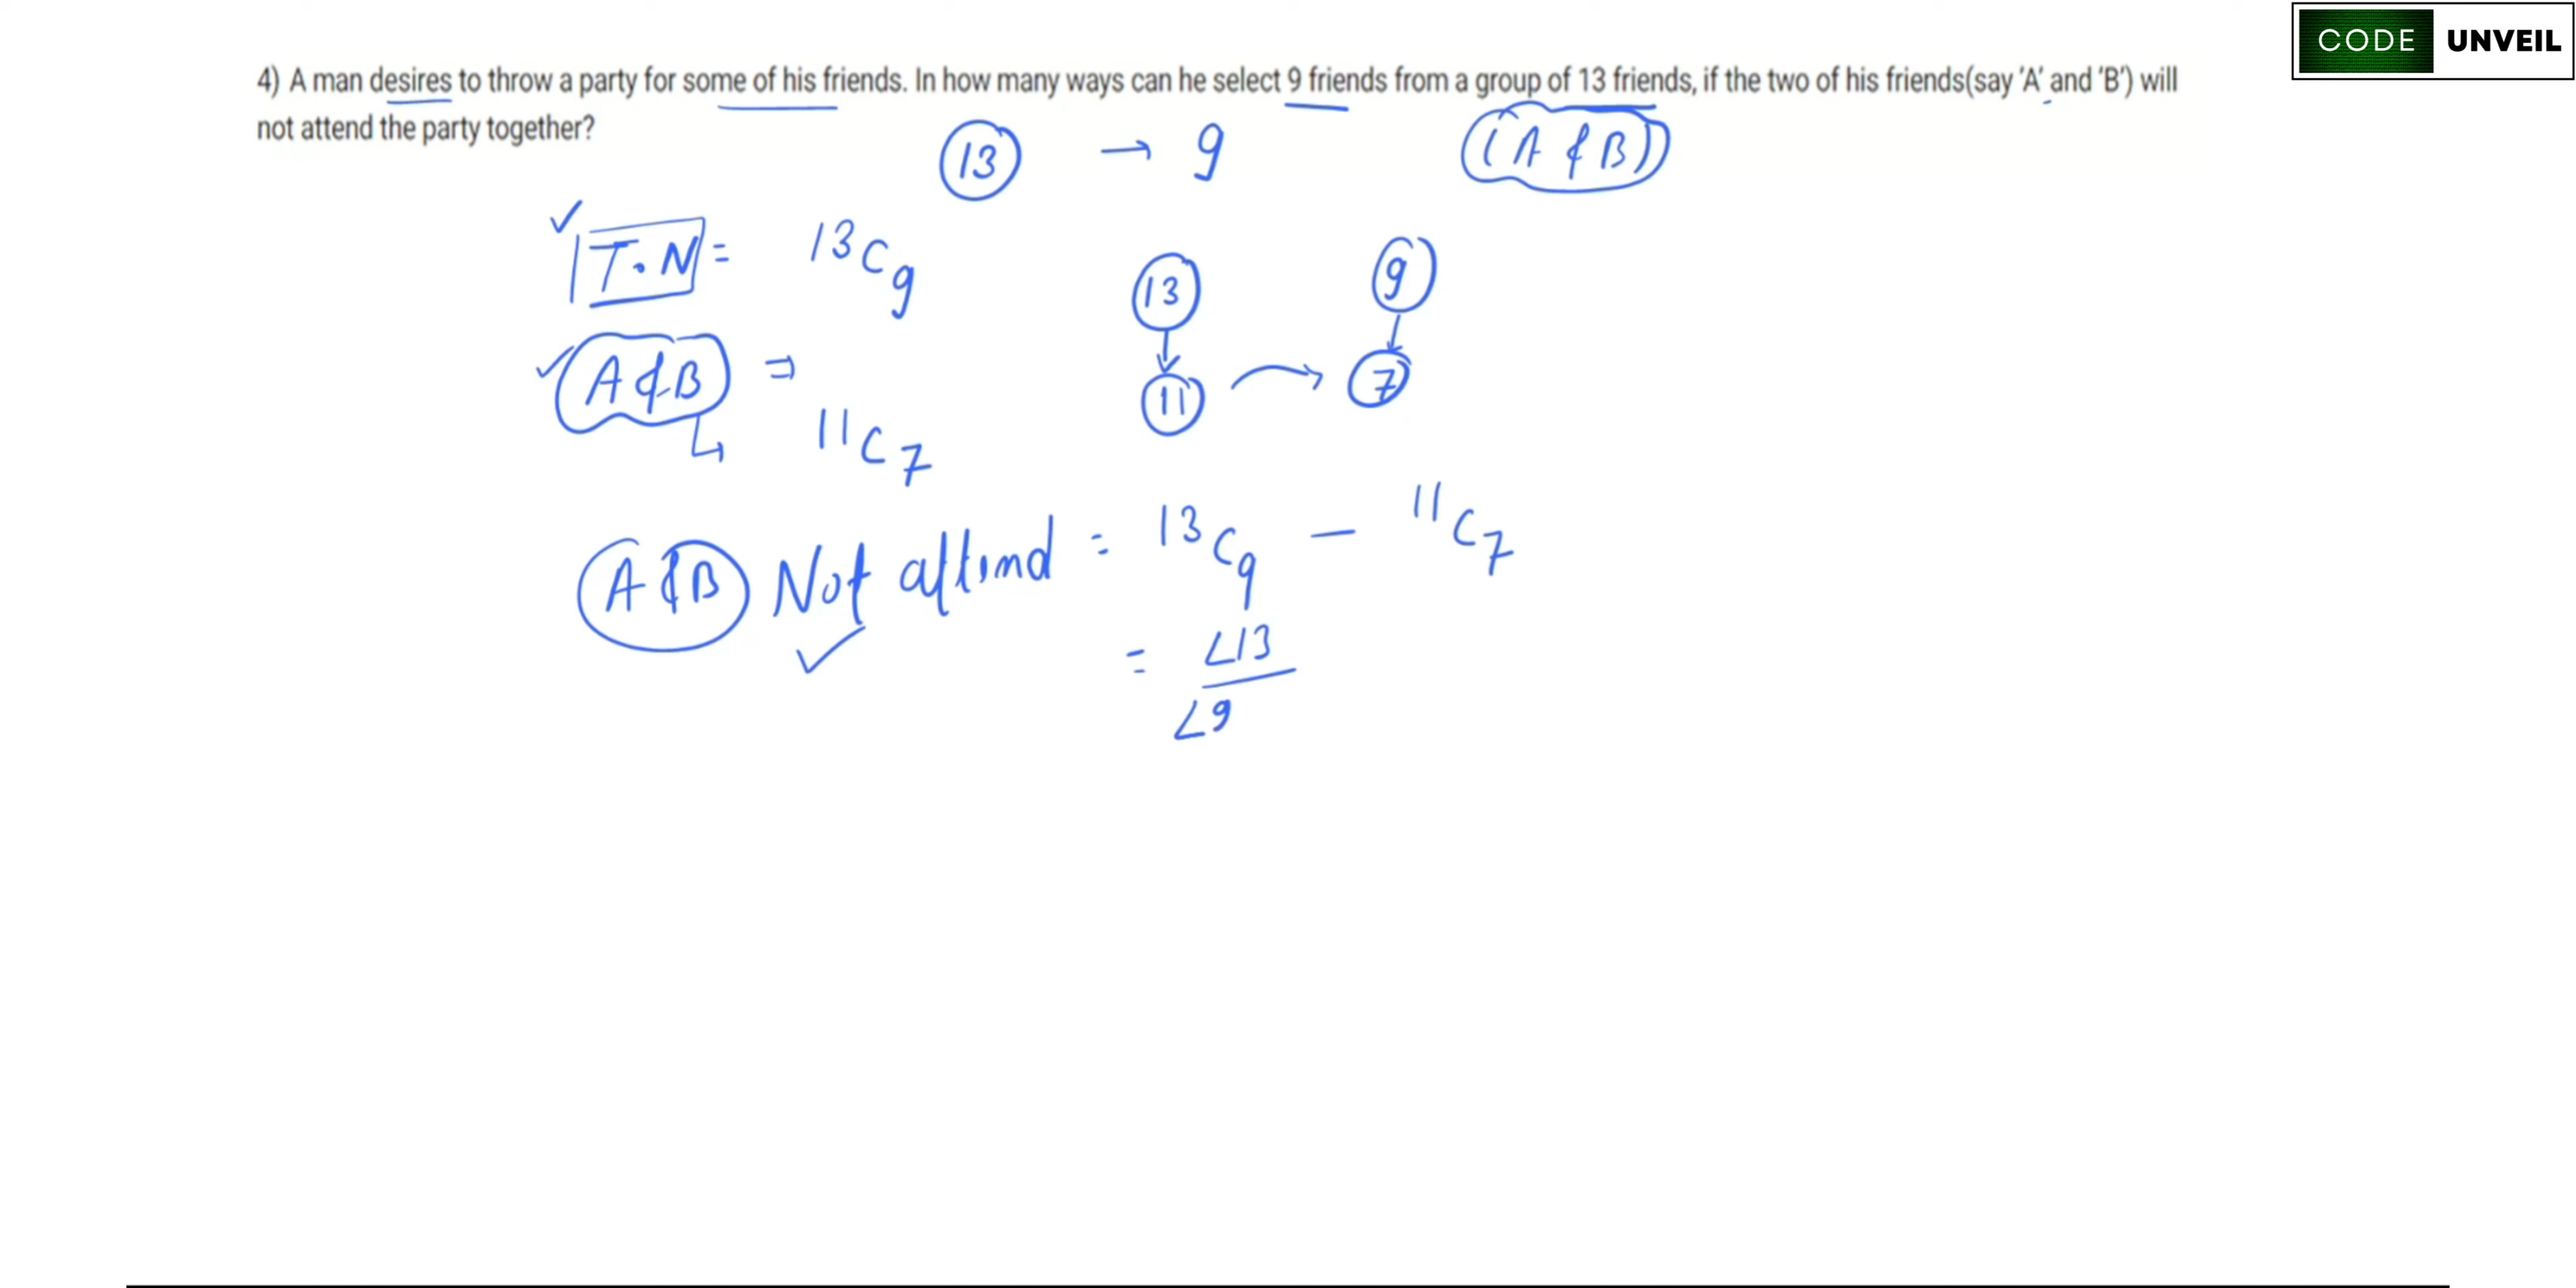 CODE UNVEIL
4) A man desires to throw a party for some of his friends. In how many ways can he select 9 friends from a group of 13 friends, if the two of his friends(say ‘A’ and ‘B’) will
not attend the party together?
13 → 9 (A & B)
✓ T.N = ¹³C₉
13 9
✓ A & B ⇒
11 → 7
↳ ¹¹C₇
A & B Not attend = ¹³C₉ − ¹¹C₇
✓
= ∠13
∠9